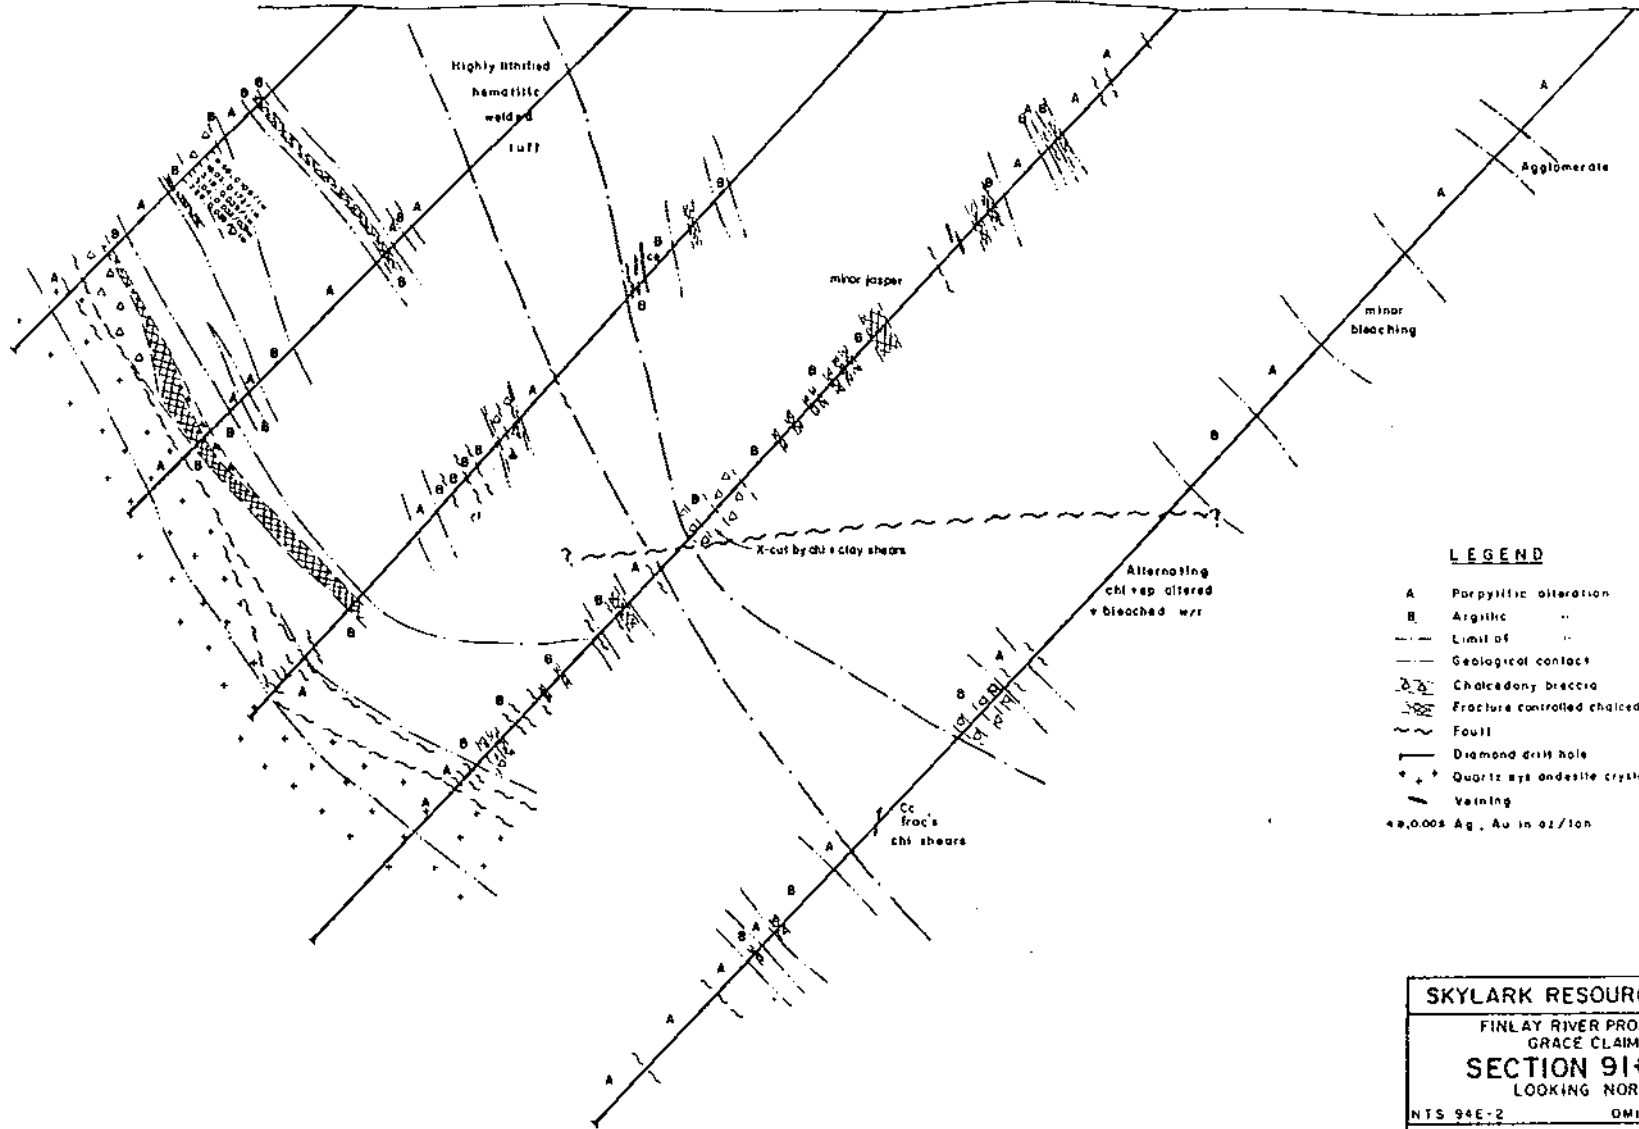 Highly lithified
hematitic
welded
tuff
Agglomerate
minor jasper
minor
bleaching
X-cut by chl + clay shears
Alternating
chl + ep altered
+ bleached w/r
Cc
frac's
chl shears
LEGEND
A Porpylitic alteration
B Argillic "
Limit of "
Geological contact
Chalcedony breccia
Fracture controlled chalced
Fault
Diamond drill hole
Quartz eye andesite
Veining
Ag, Au in oz/ton
SKYLARK RESOUR
FINLAY RIVER PRO
GRACE CLAIM
SECTION 91+
LOOKING NOR
NTS 94E-2 OMI